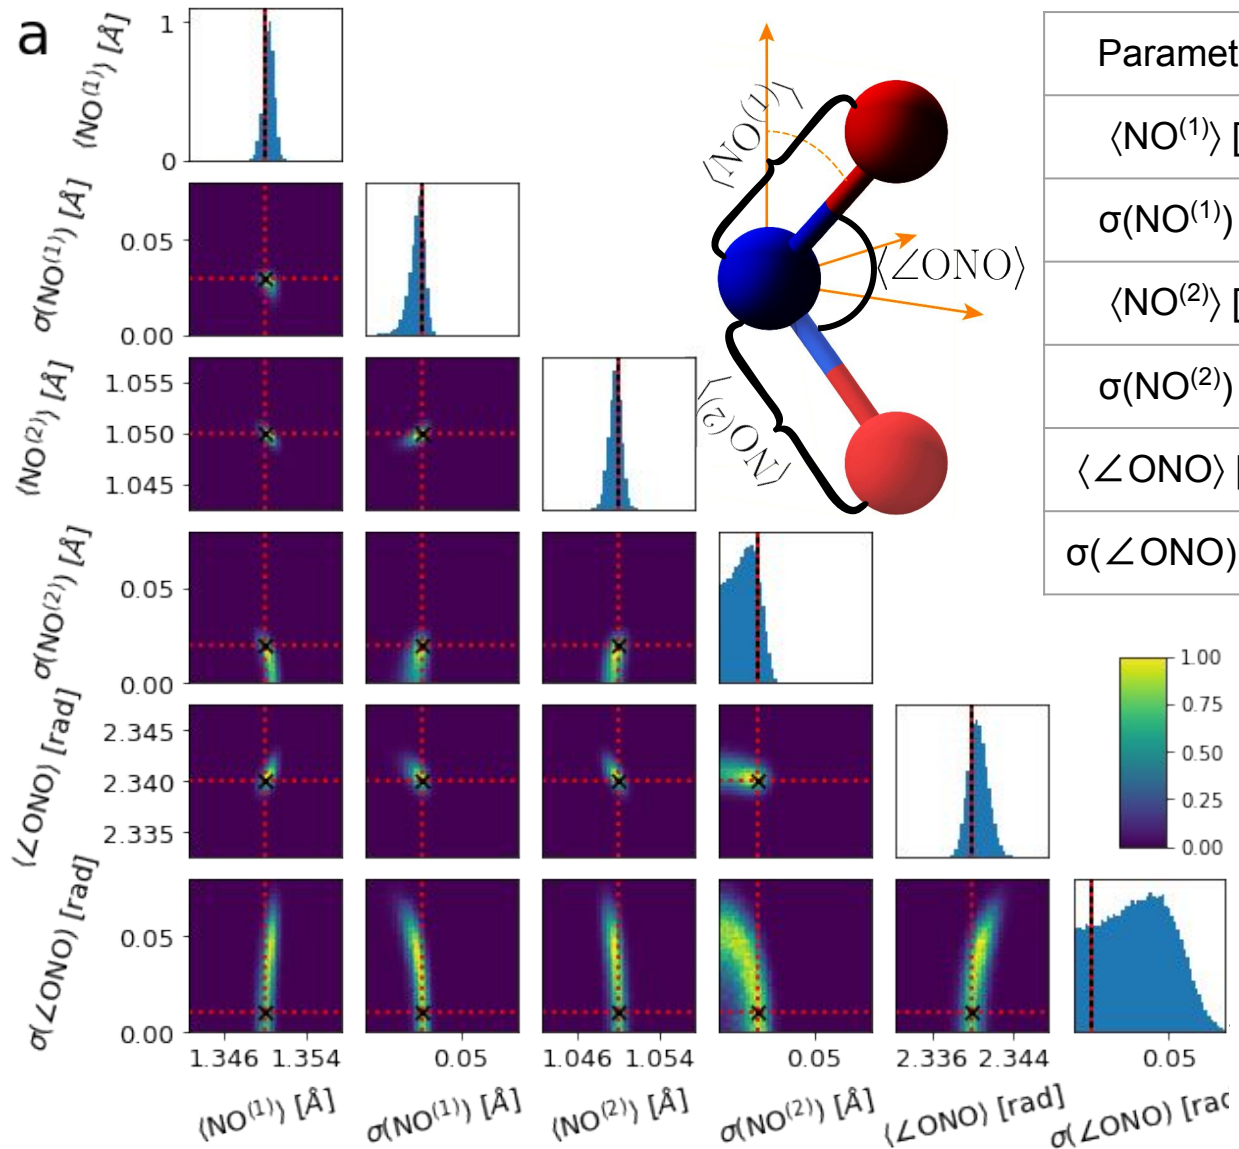 a
⟨NO⁽¹⁾⟩ [Å]
1
0
σ(NO⁽¹⁾) [Å]
0.05
0.00
⟨NO⁽²⁾⟩ [Å]
1.055
1.050
1.045
σ(NO⁽²⁾) [Å]
0.05
0.00
⟨∠ONO⟩ [rad]
2.345
2.340
2.335
σ(∠ONO) [rad]
0.05
0.00
1.346 1.354
0.05
1.046 1.054
0.05
2.336 2.344
0.05
⟨NO⁽¹⁾⟩ [Å]
σ(NO⁽¹⁾) [Å]
⟨NO⁽²⁾⟩ [Å]
σ(NO⁽²⁾) [Å]
⟨∠ONO⟩ [rad]
σ(∠ONO) [rad
⟨NO⁽¹⁾⟩
⟨∠ONO⟩
⟨NO⁽²⁾⟩
Paramet
⟨NO⁽¹⁾⟩ [
σ(NO⁽¹⁾)
⟨NO⁽²⁾⟩ [
σ(NO⁽²⁾)
⟨∠ONO⟩ [
σ(∠ONO)
1.00
0.75
0.50
0.25
0.00